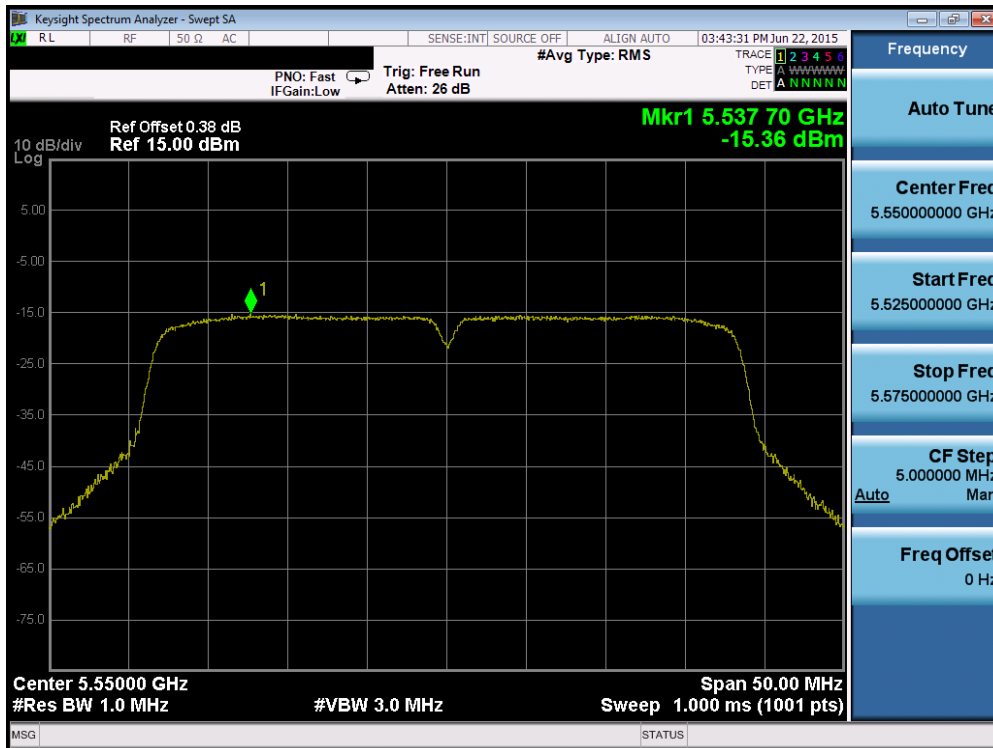 Keysight Spectrum Analyzer - Swept SA
LXI RL RF 50 Ω AC SENSE:INT SOURCE OFF ALIGN AUTO 03:43:31 PM Jun 22, 2015
#Avg Type: RMS
TRACE 1 2 3 4 5 6
PNO: Fast Trig: Free Run TYPE A WWWWW
IFGain:Low Atten: 26 dB DET A N N N N N
Mkr1 5.537 70 GHz
-15.36 dBm
Ref Offset 0.38 dB
10 dB/div Ref 15.00 dBm
Log
1
5.00
-5.00
-15.0
-25.0
-35.0
-45.0
-55.0
-65.0
-75.0
Center 5.55000 GHz Span 50.00 MHz
#Res BW 1.0 MHz #VBW 3.0 MHz Sweep 1.000 ms (1001 pts)
MSG STATUS
Frequency
Auto Tune
Center Freq
5.550000000 GHz
Start Freq
5.525000000 GHz
Stop Freq
5.575000000 GHz
CF Step
5.000000 MHz
Auto Man
Freq Offset
0 Hz